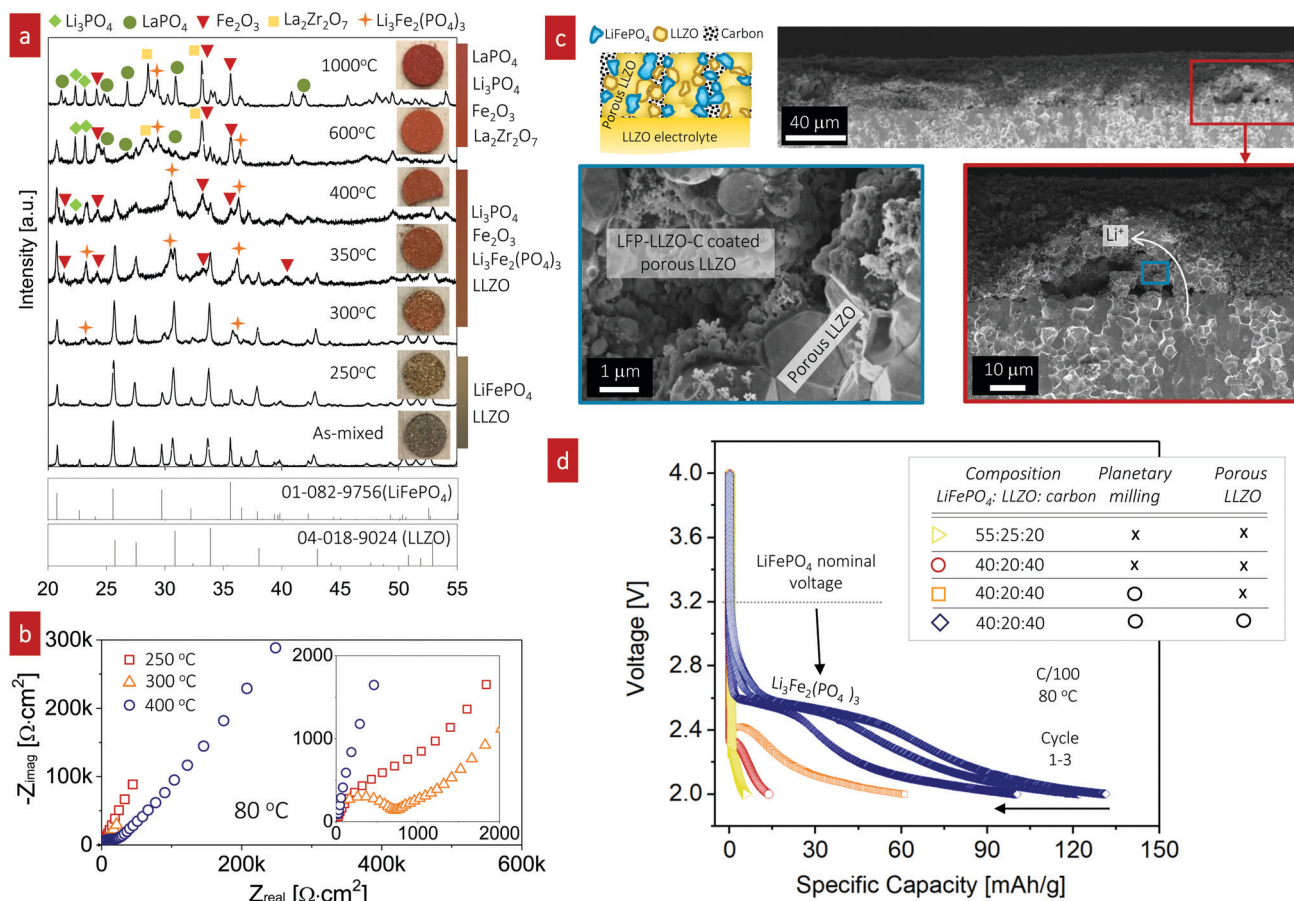 a
Li₃PO₄ LaPO₄ Fe₂O₃ La₂Zr₂O₇ Li₃Fe₂(PO₄)₃
Intensity [a.u.]
1000°C
LaPO₄
Li₃PO₄
Fe₂O₃
La₂Zr₂O₇
600°C
400°C
Li₃PO₄
Fe₂O₃
Li₃Fe₂(PO₄)₃
LLZO
350°C
300°C
250°C
LiFePO₄
LLZO
As-mixed
01-082-9756(LiFePO₄)
04-018-9024 (LLZO)
20 25 30 35 40 45 50 55
b
300k
200k
100k
0
-Zimag [Ω·cm²]
250 °C
300 °C
400 °C
80 °C
2000
1000
0
0 1000 2000
0 200k 400k 600k
Zreal [Ω·cm²]
c
LiFePO₄ LLZO Carbon
Porous LLZO
LLZO electrolyte
40 µm
LFP-LLZO-C coated
porous LLZO
Porous LLZO
1 µm
Li⁺
10 µm
d
Voltage [V]
4.0
3.6
3.2
2.8
2.4
2.0
Composition Planetary Porous
LiFePO₄: LLZO: carbon milling LLZO
55:25:20 x x
40:20:40 x x
40:20:40 O x
40:20:40 O O
LiFePO₄ nominal
voltage
Li₃Fe₂(PO₄)₃
C/100
80 °C
Cycle
1-3
0 30 60 90 120 150
Specific Capacity [mAh/g]